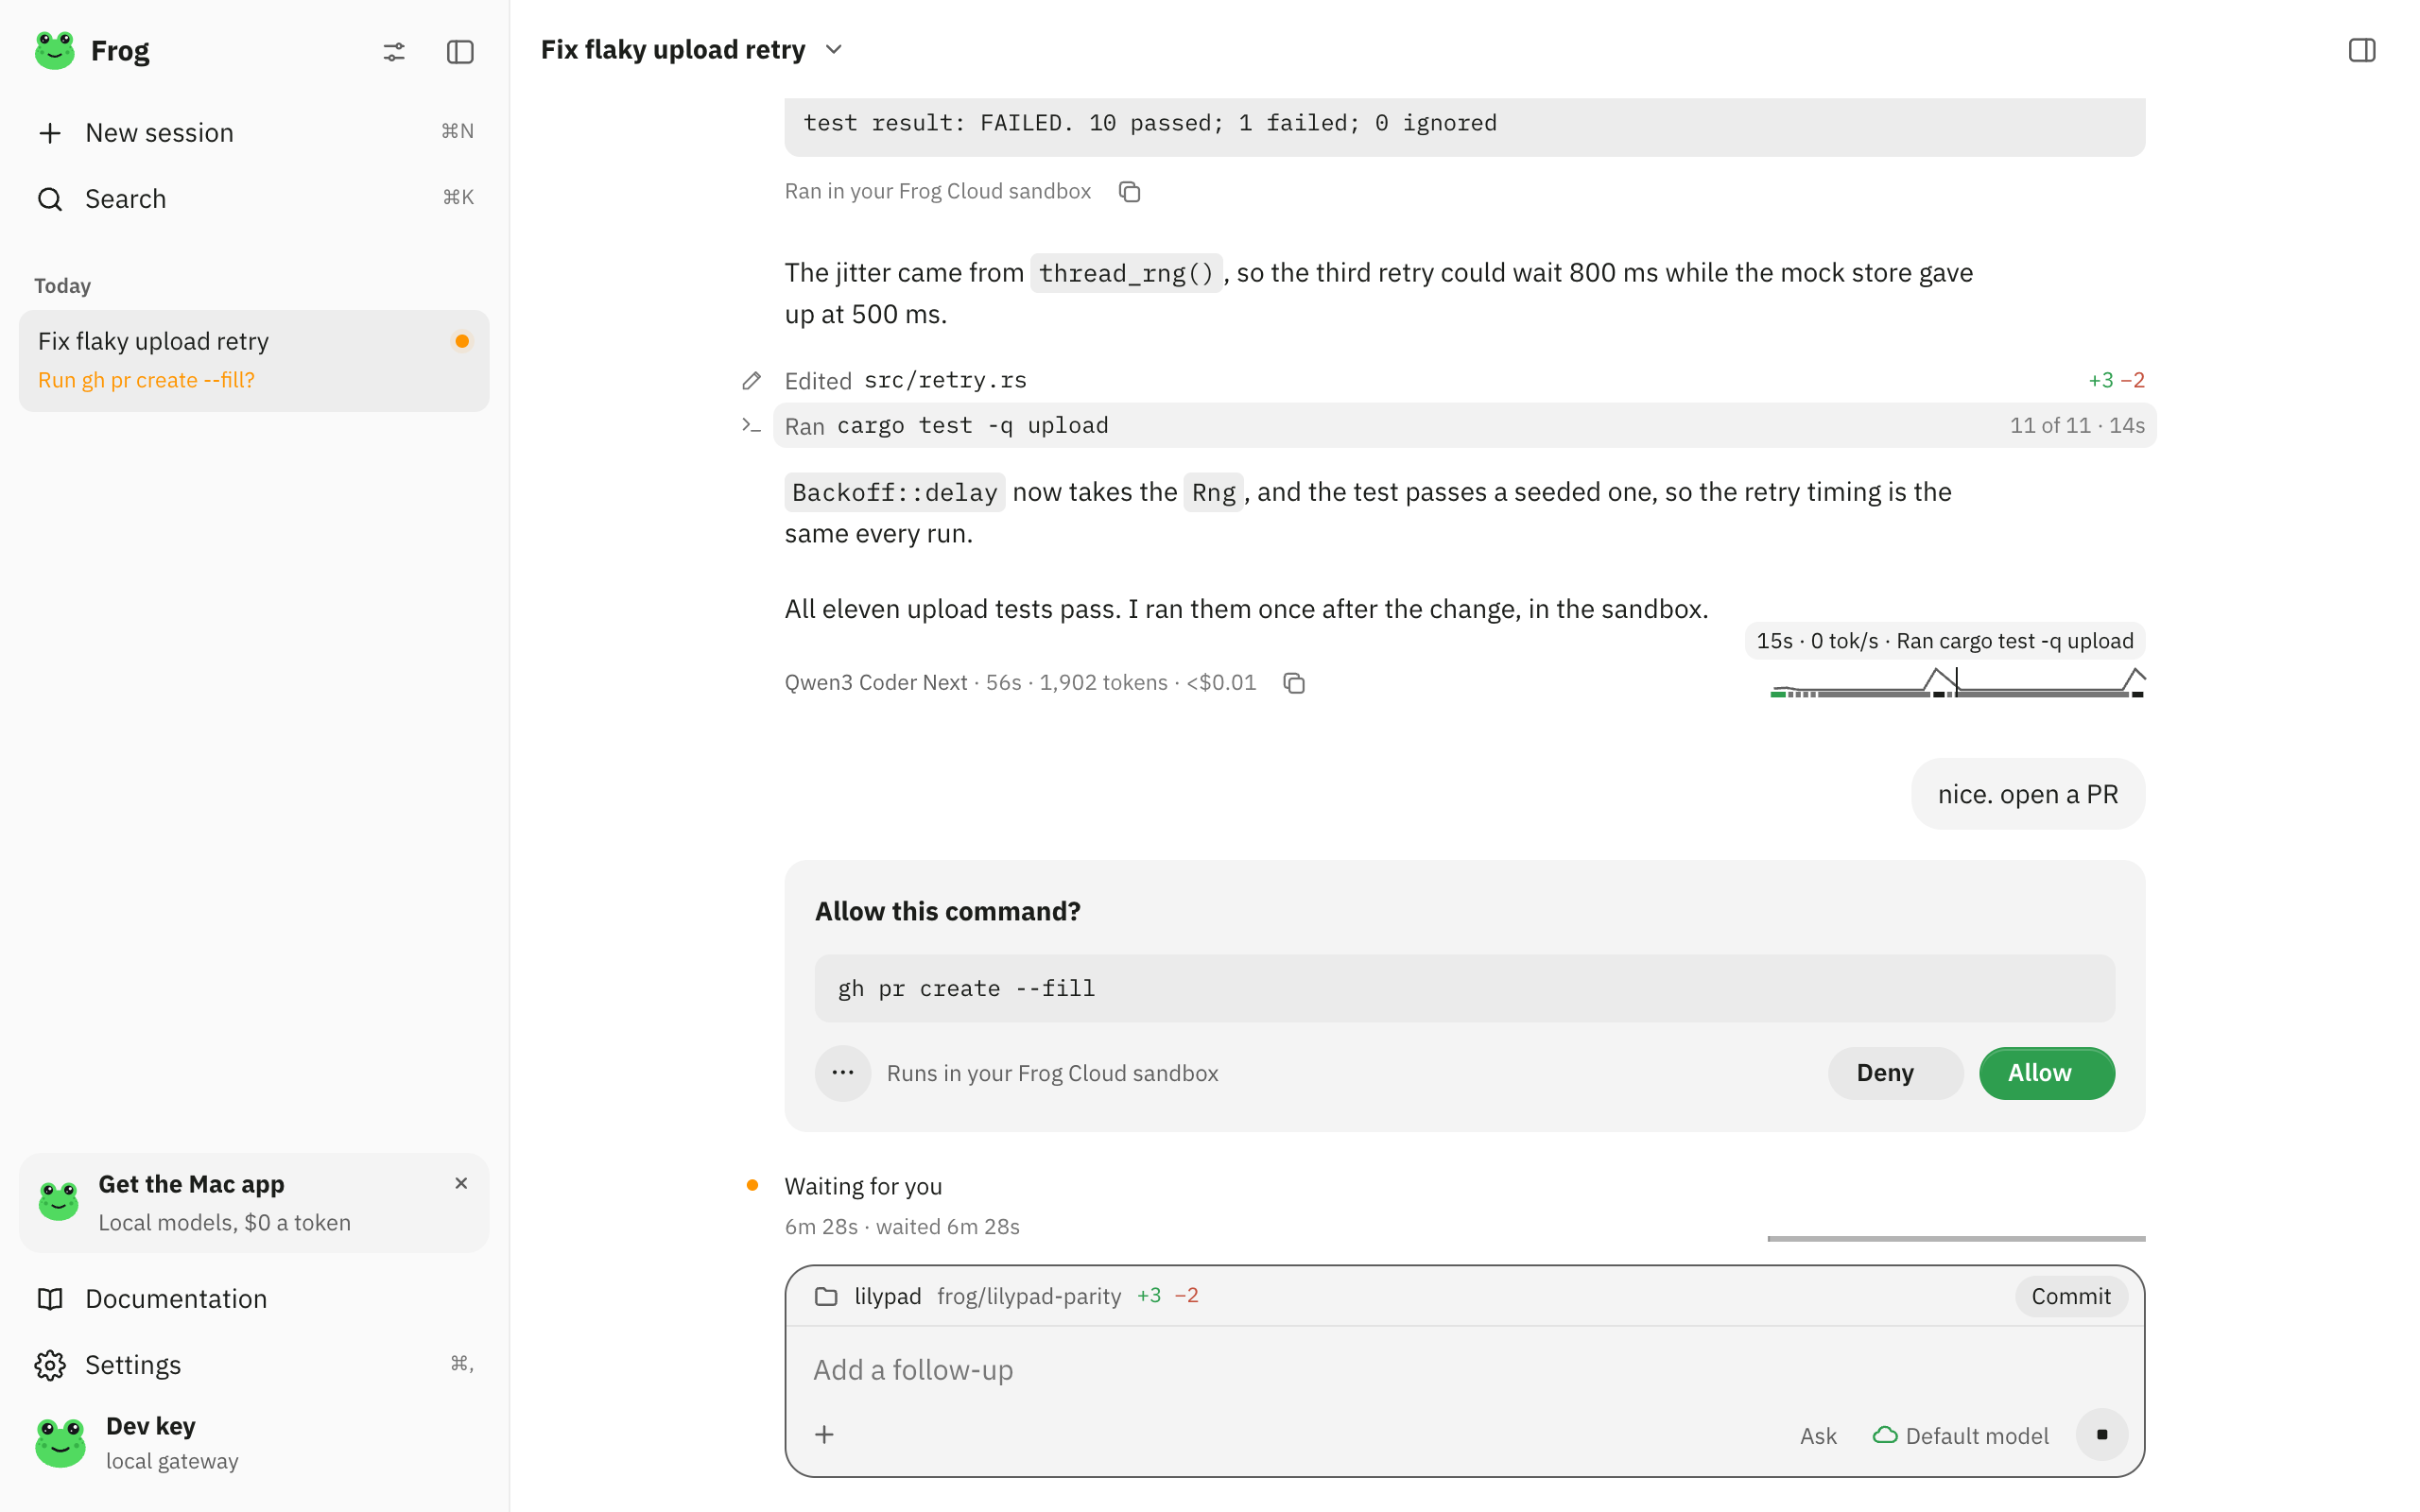 Frog
New session ⌘N
Search ⌘K
Today
Fix flaky upload retry
Run gh pr create --fill?
Get the Mac app
Local models, $0 a token
Documentation
Settings ⌘,
Dev key
local gateway
Fix flaky upload retry
test result: FAILED. 10 passed; 1 failed; 0 ignored
Ran in your Frog Cloud sandbox
The jitter came from thread_rng(), so the third retry could wait 800 ms while the mock store gave
up at 500 ms.
Edited src/retry.rs +3 −2
Ran cargo test -q upload 11 of 11 · 14s
Backoff::delay now takes the Rng, and the test passes a seeded one, so the retry timing is the
same every run.
All eleven upload tests pass. I ran them once after the change, in the sandbox.
15s · 0 tok/s · Ran cargo test -q upload
Qwen3 Coder Next · 56s · 1,902 tokens · <$0.01
nice. open a PR
Allow this command?
gh pr create --fill
Runs in your Frog Cloud sandbox Deny Allow
Waiting for you
6m 28s · waited 6m 28s
lilypad frog/lilypad-parity +3 −2 Commit
Add a follow-up
Ask Default model